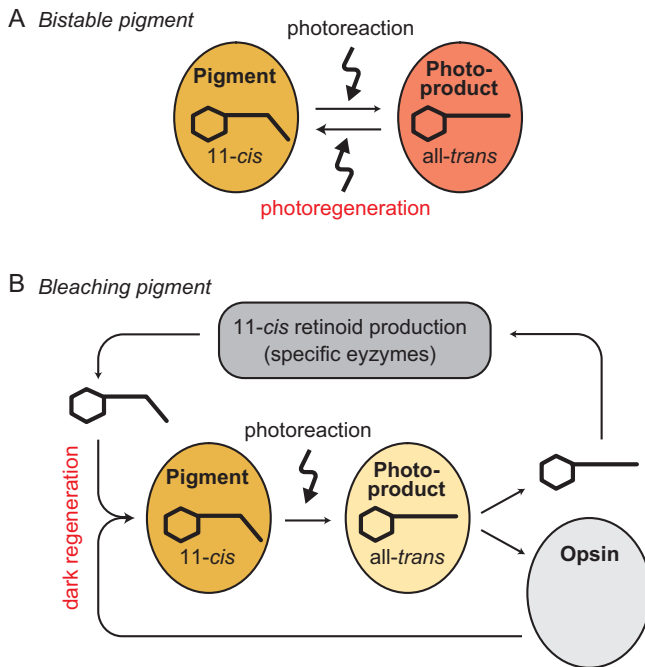 A Bistable pigment
photoreaction
Pigment
11-cis
Photo-
product
all-trans
photoregeneration
B Bleaching pigment
11-cis retinoid production
(specific eyzymes)
dark regeneration
photoreaction
Pigment
11-cis
Photo-
product
all-trans
Opsin